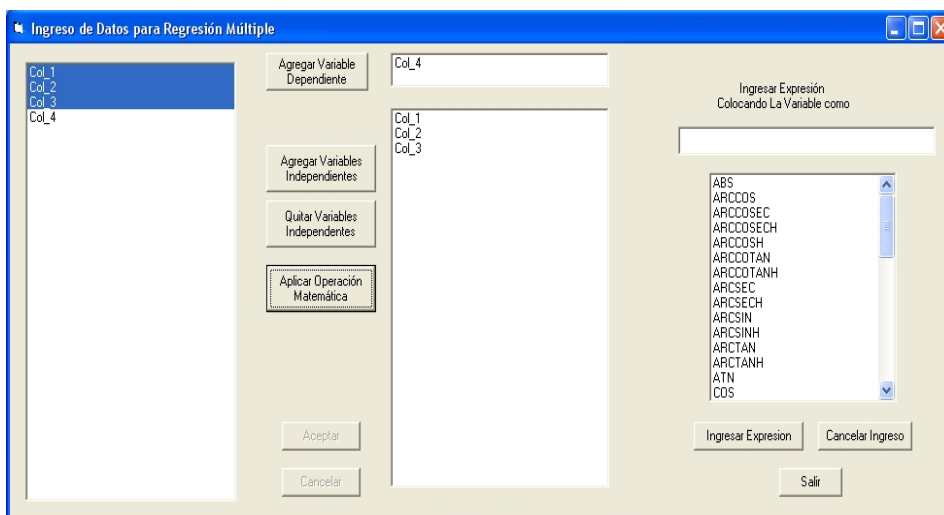 Ingreso de Datos para Regresión Múltiple
Col_1
Col_2
Col_3
Col_4
Agregar Variable
Dependiente
Col_4
Agregar Variables
Independientes
Quitar Variables
Independentes
Aplicar Operación
Matemática
Aceptar
Cancelar
Col_1
Col_2
Col_3
Ingresar Expresión
Colocando La Variable como
ABS
ARCCOS
ARCCOSEC
ARCCOSECH
ARCCOSH
ARCCOTAN
ARCCOTANH
ARCSEC
ARCSECH
ARCSIN
ARCSINH
ARCTAN
ARCTANH
ATN
COS
Ingresar Expresion
Cancelar Ingreso
Salir